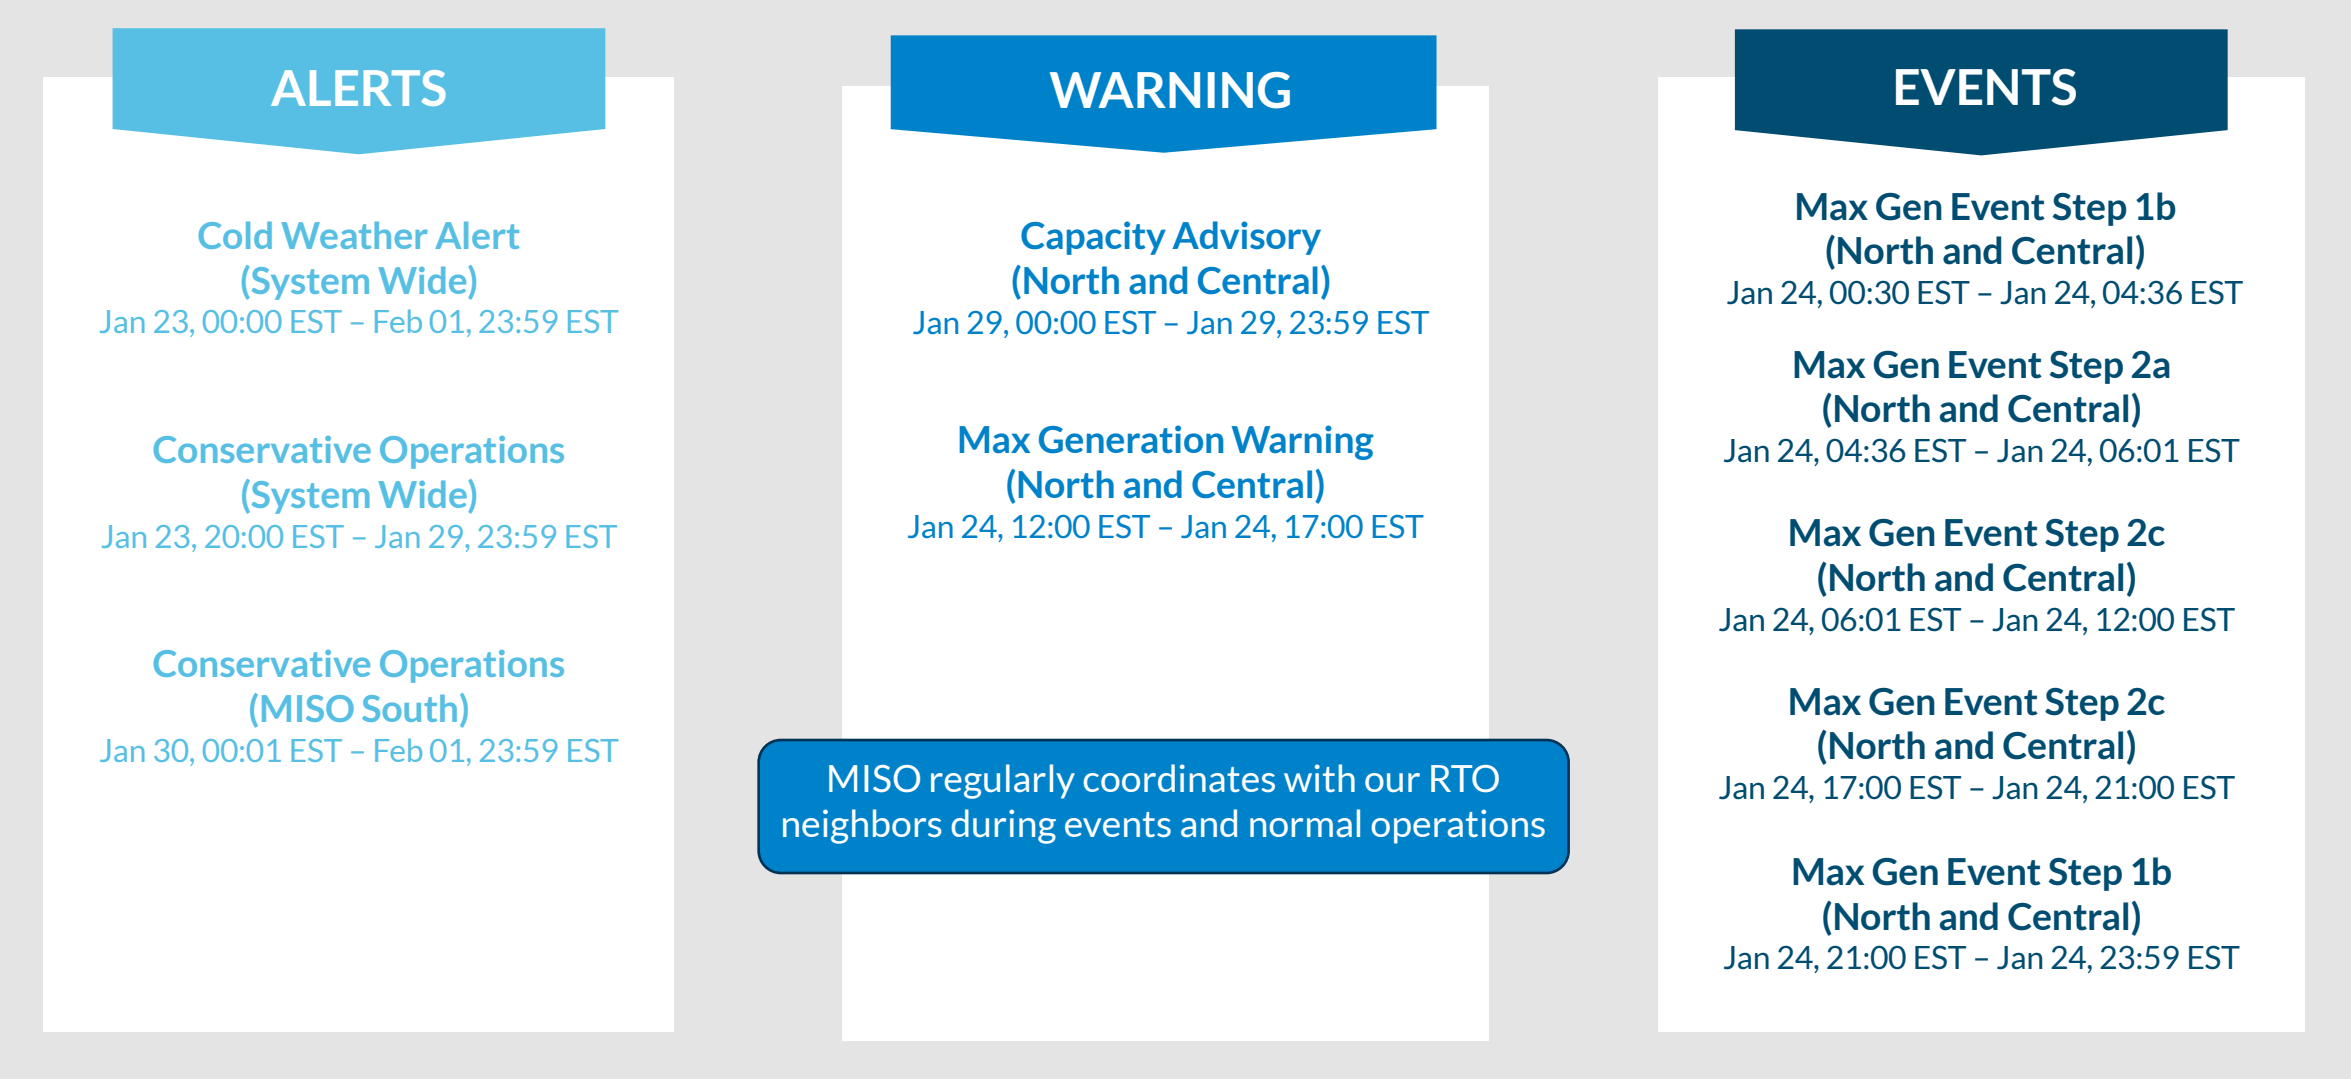 ALERTS
Cold Weather Alert
(System Wide)
Jan 23, 00:00 EST – Feb 01, 23:59 EST
Conservative Operations
(System Wide)
Jan 23, 20:00 EST – Jan 29, 23:59 EST
Conservative Operations
(MISO South)
Jan 30, 00:01 EST – Feb 01, 23:59 EST
WARNING
Capacity Advisory
(North and Central)
Jan 29, 00:00 EST – Jan 29, 23:59 EST
Max Generation Warning
(North and Central)
Jan 24, 12:00 EST – Jan 24, 17:00 EST
MISO regularly coordinates with our RTO
neighbors during events and normal operations
EVENTS
Max Gen Event Step 1b
(North and Central)
Jan 24, 00:30 EST – Jan 24, 04:36 EST
Max Gen Event Step 2a
(North and Central)
Jan 24, 04:36 EST – Jan 24, 06:01 EST
Max Gen Event Step 2c
(North and Central)
Jan 24, 06:01 EST – Jan 24, 12:00 EST
Max Gen Event Step 2c
(North and Central)
Jan 24, 17:00 EST – Jan 24, 21:00 EST
Max Gen Event Step 1b
(North and Central)
Jan 24, 21:00 EST – Jan 24, 23:59 EST